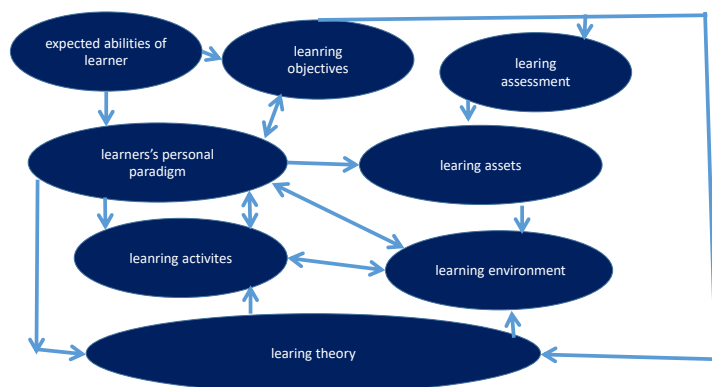 expected abilities of
learner
leanring
objectives
learing
assessment
learners's personal
paradigm
learing assets
leanring activites
learning environment
learing theory